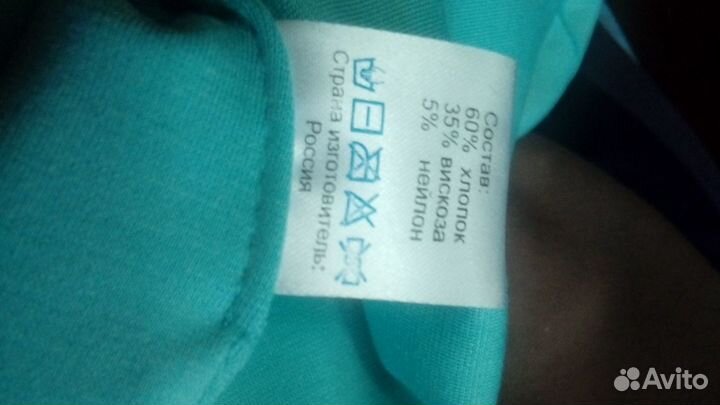 Состав:
60% хлопок
35% вискоза
5% нейлон
Страна изготовитель:
Россия
Avito